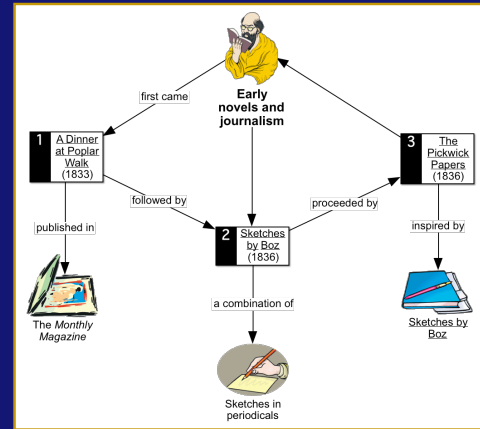 first came
Early
novels and
journalism
1
A Dinner
at Poplar
Walk
(1833)
3
The
Pickwick
Papers
(1836)
followed by
proceeded by
published in
2
Sketches
by Boz
(1836)
inspired by
The Monthly
Magazine
a combination of
Sketches by
Boz
Sketches in
periodicals